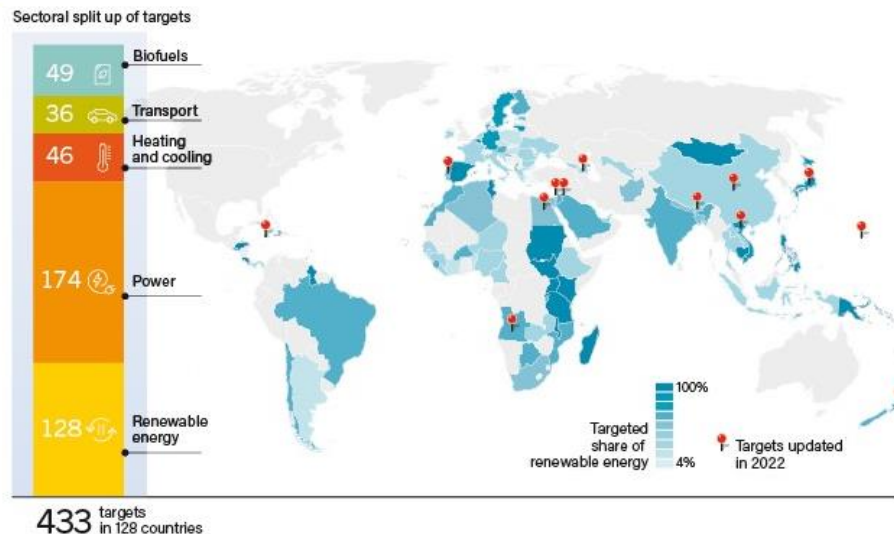 Sectoral split up of targets
49
Biofuels
36
Transport
46
Heating
and cooling
174
Power
128
Renewable
energy
100%
Targeted
share of
renewable energy
4%
Targets updated
in 2022
433 targets
in 128 countries